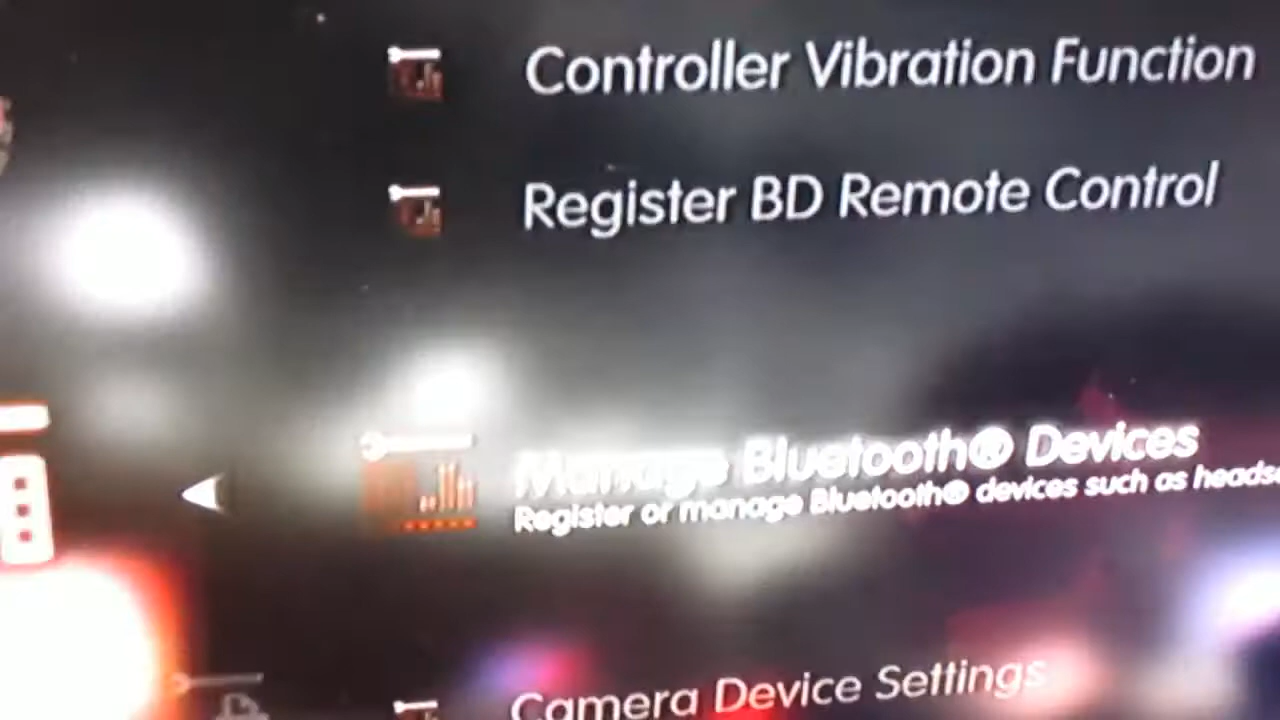 Controller Vibration Function
Register BD Remote Control
Manage Bluetooth® Devices
Register or manage Bluetooth® devices such as
Camera Device Settings